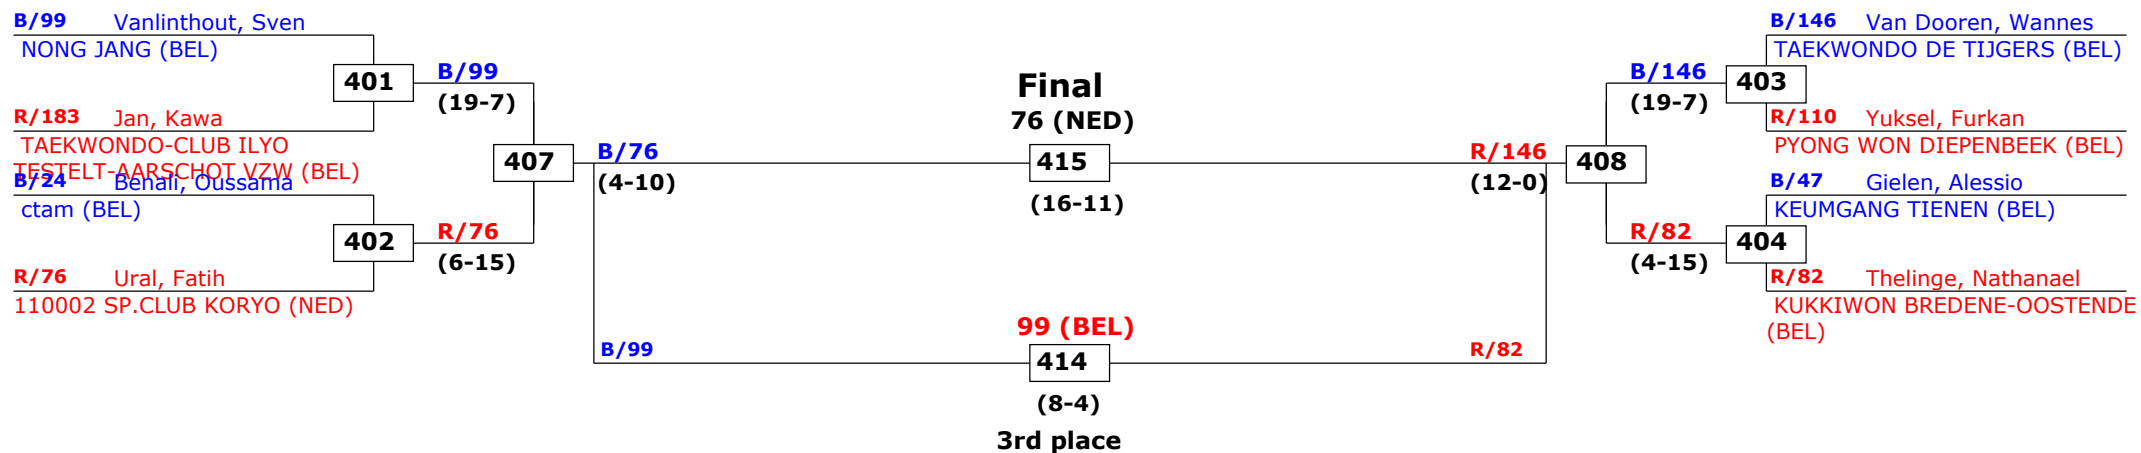 B/99 Vanlinthout, Sven
NONG JANG (BEL)
401
R/183 Jan, Kawa
TAEKWONDO-CLUB ILYO
TESTELT-AARSCHOT VZW (BEL)
B/24 Benali, Oussama
ctam (BEL)
402
R/76 Ural, Fatih
110002 SP.CLUB KORYO (NED)
B/99
(19-7)
407
R/76
(6-15)
B/76
(4-10)
B/99
Final
76 (NED)
415
(16-11)
99 (BEL)
414
(8-4)
3rd place
R/146
(12-0)
R/82
408
B/146
(19-7)
R/82
(4-15)
B/146 Van Dooren, Wannes
TAEKWONDO DE TIJGERS (BEL)
403
R/110 Yuksel, Furkan
PYONG WON DIEPENBEEK (BEL)
B/47 Gielen, Alessio
KEUMGANG TIENEN (BEL)
404
R/82 Thelinge, Nathanael
KUKKIWON BREDENE-OOSTENDE
(BEL)